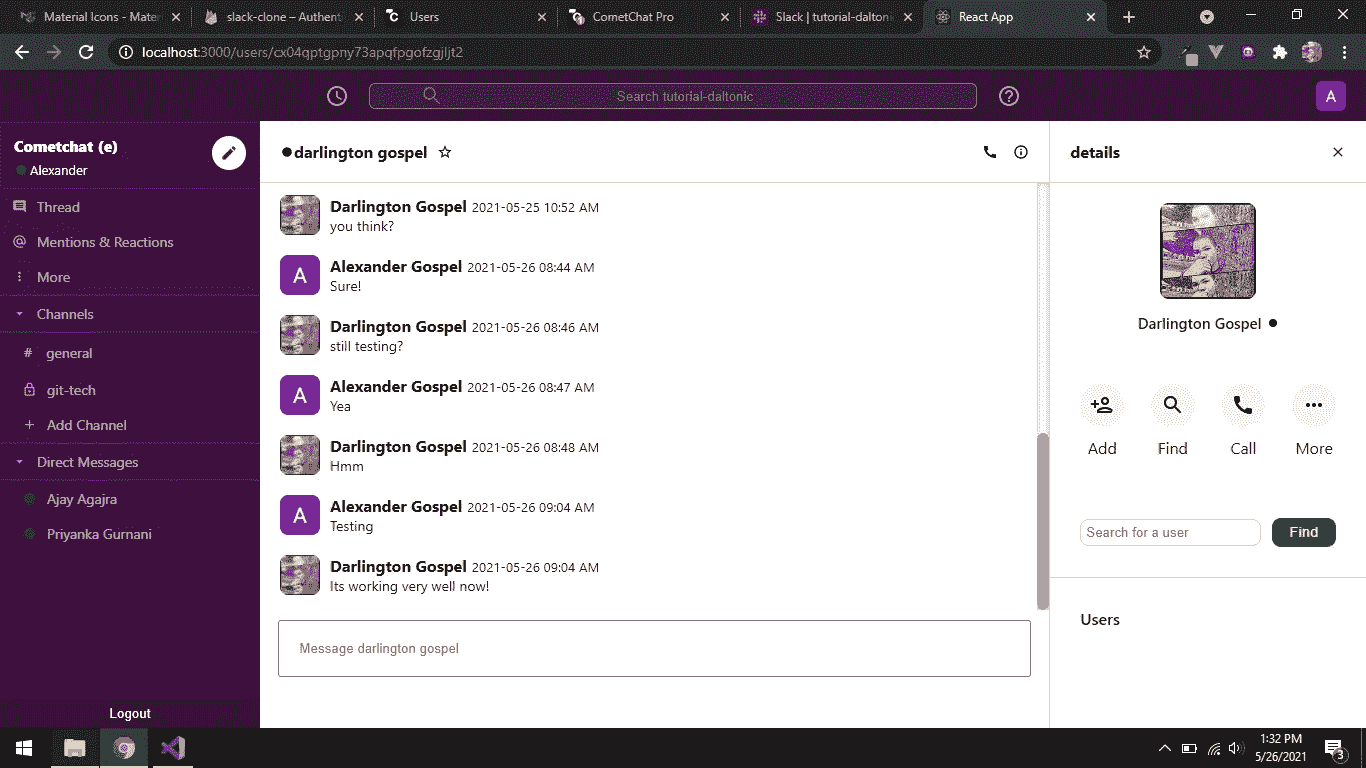 Material Icons - Mater
slack-clone – Authent
Users
CometChat Pro
Slack | tutorial-dalton
React App
localhost:3000/users/cx04qptgpny73apqfpgofzgjljt2
Search tutorial-daltonic
A
Cometchat (e)
Alexander
Thread
Mentions & Reactions
More
Channels
# general
git-tech
+ Add Channel
Direct Messages
Ajay Agajra
Priyanka Gurnani
Logout
darlington gospel
Darlington Gospel 2021-05-25 10:52 AM
you think?
A
Alexander Gospel 2021-05-26 08:44 AM
Sure!
Darlington Gospel 2021-05-26 08:46 AM
still testing?
A
Alexander Gospel 2021-05-26 08:47 AM
Yea
Darlington Gospel 2021-05-26 08:48 AM
Hmm
A
Alexander Gospel 2021-05-26 09:04 AM
Testing
Darlington Gospel 2021-05-26 09:04 AM
Its working very well now!
Message darlington gospel
details
Darlington Gospel
Add Find Call More
Search for a user
Find
Users
1:32 PM
5/26/2021
3